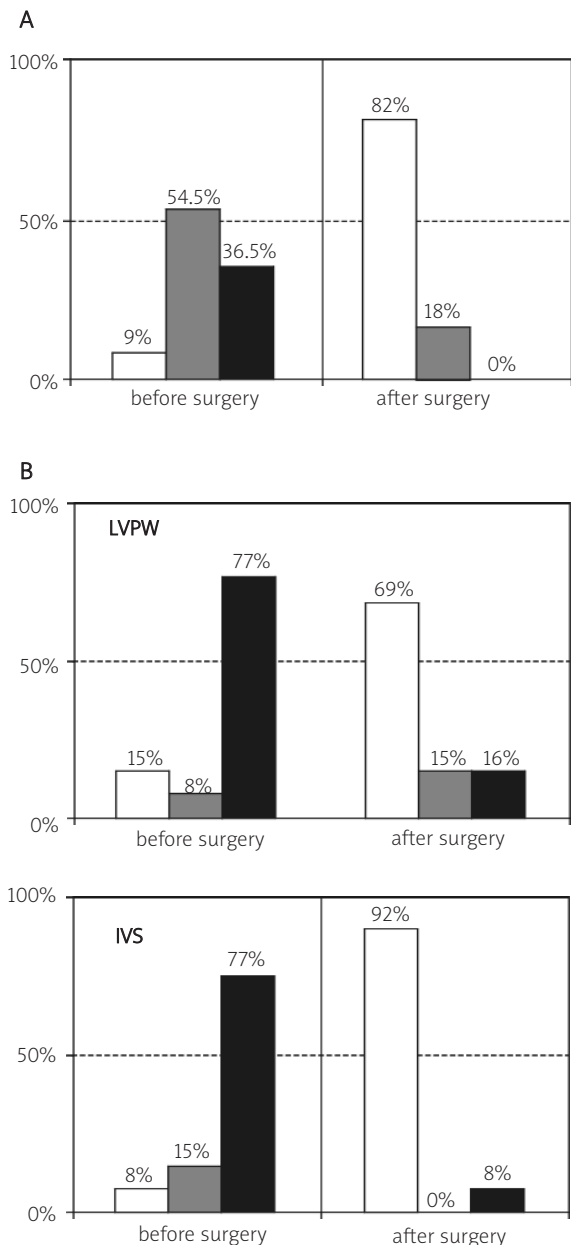 A
100%
82%
54.5%
50%
36.5%
18%
9%
0%
0%
before surgery
after surgery
B
100%
LVPW
77%
69%
50%
15%
8%
15%
16%
0%
before surgery
after surgery
100%
92%
IVS
77%
50%
15%
8%
0%
8%
0%
before surgery
after surgery